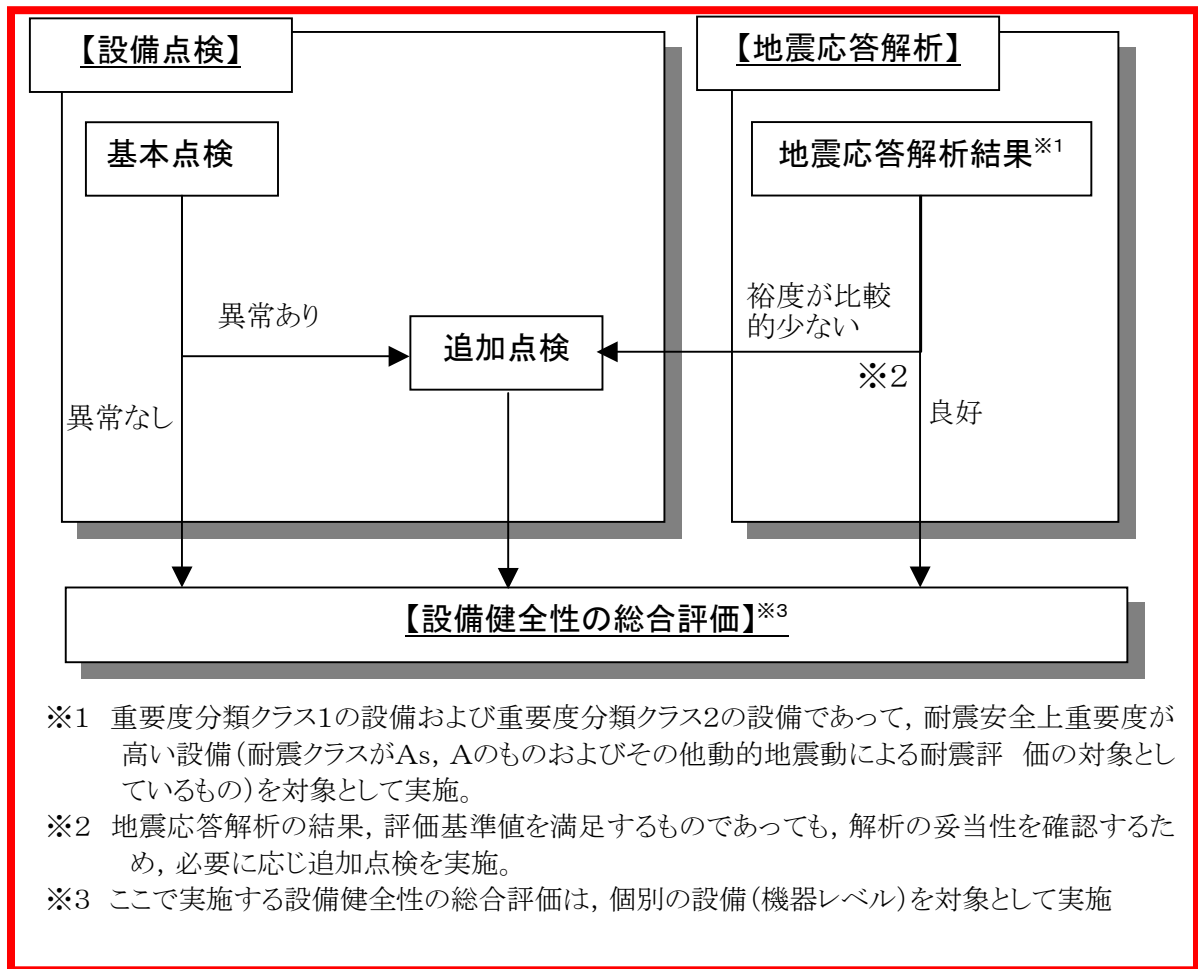 【設備点検】
【地震応答解析】
基本点検
地震応答解析結果※1
異常あり
裕度が比較
的少ない
追加点検
※2
異常なし
良好
【設備健全性の総合評価】※3
※1 重要度分類クラス1の設備および重要度分類クラス2の設備であって，耐震安全上重要度が
高い設備（耐震クラスがAs，Aのものおよびその他動的地震動による耐震評 価の対象とし
ているもの）を対象として実施。
※2 地震応答解析の結果，評価基準値を満足するものであっても，解析の妥当性を確認するた
め，必要に応じ追加点検を実施。
※3 ここで実施する設備健全性の総合評価は，個別の設備（機器レベル）を対象として実施